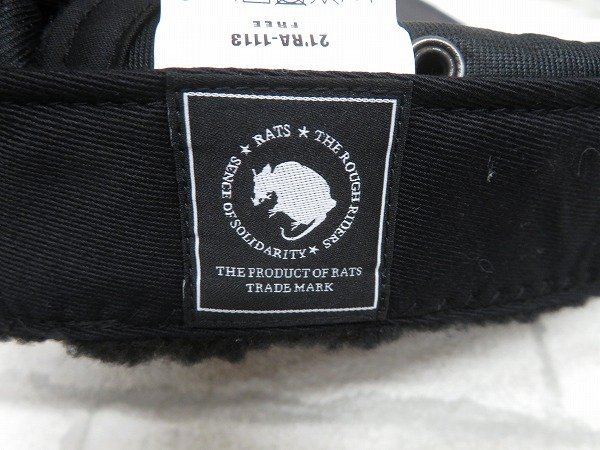 21'RA-1113
FREE
★ RATS ★ THE ROUGH RIDERS ★
SENCE OF SOLIDARITY
THE PRODUCT OF RATS
TRADE MARK